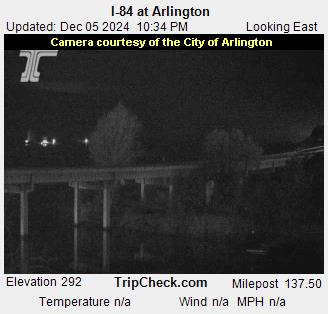 I-84 at Arlington
Updated: Dec 05 2024 10:34 PM Looking East
Camera courtesy of the City of Arlington
Elevation 292 TripCheck.com Milepost 137.50
Temperature n/a Wind n/a MPH n/a